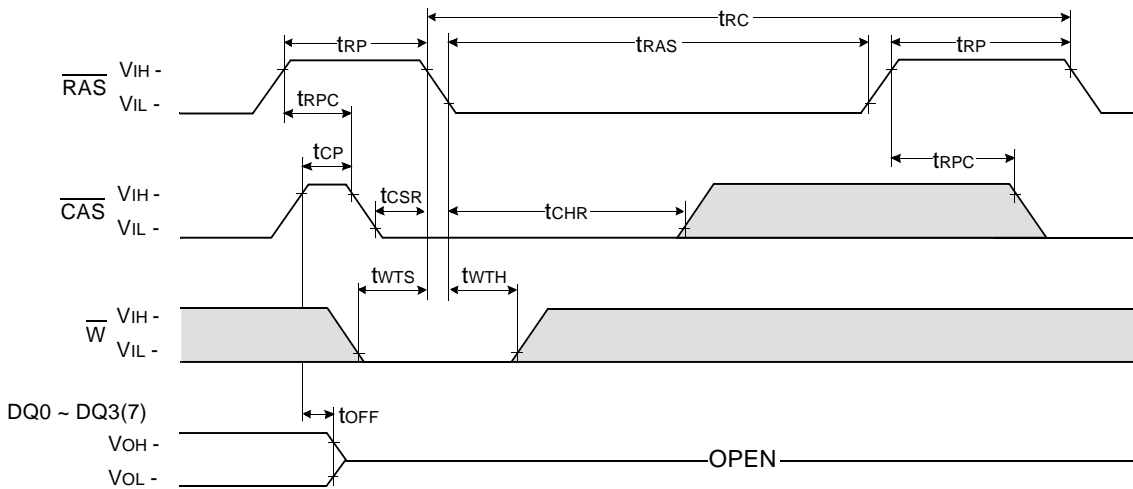 tRC
tRP tRAS tRP
RAS VIH -
VIL -
tRPC
tCP tRPC
CAS VIH -
VIL -
tCSR tCHR
tWTS tWTH
W VIH -
VIL -
DQ0 ~ DQ3(7) tOFF
VOH -
VOL -
OPEN